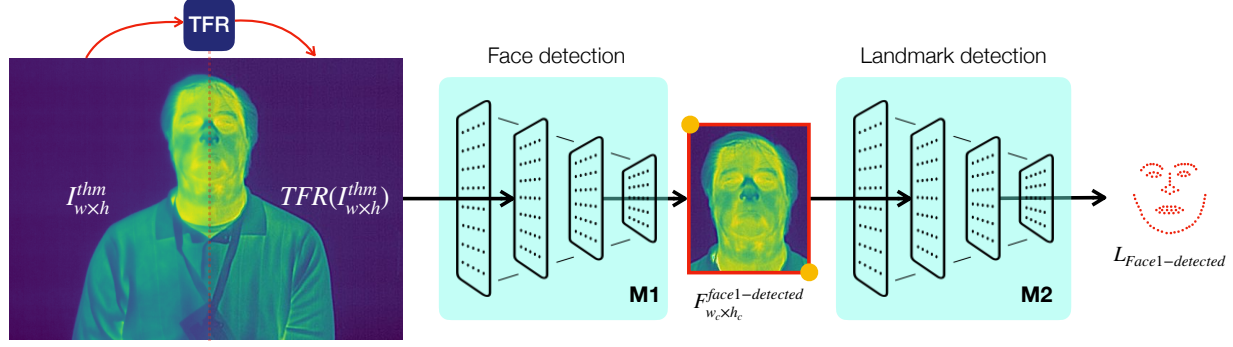 TFR
Face detection
Landmark detection
I^{thm}_{w×h}
TFR(I^{thm}_{w×h})
M1
F^{face1−detected}_{w_c×h_c}
M2
L_{Face1−detected}